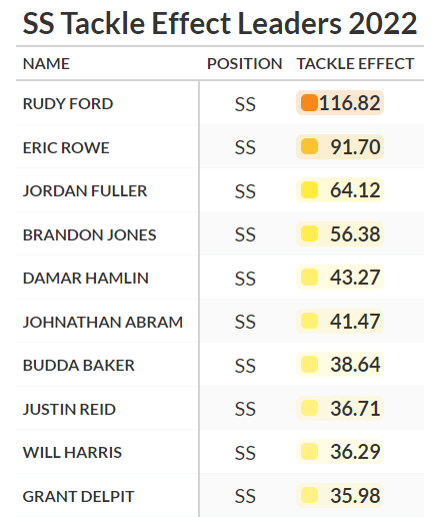 SS Tackle Effect Leaders 2022
NAME POSITION TACKLE EFFECT
RUDY FORD SS 116.82
ERIC ROWE SS 91.70
JORDAN FULLER SS 64.12
BRANDON JONES SS 56.38
DAMAR HAMLIN SS 43.27
JOHNATHAN ABRAM SS 41.47
BUDDA BAKER SS 38.64
JUSTIN REID SS 36.71
WILL HARRIS SS 36.29
GRANT DELPIT SS 35.98